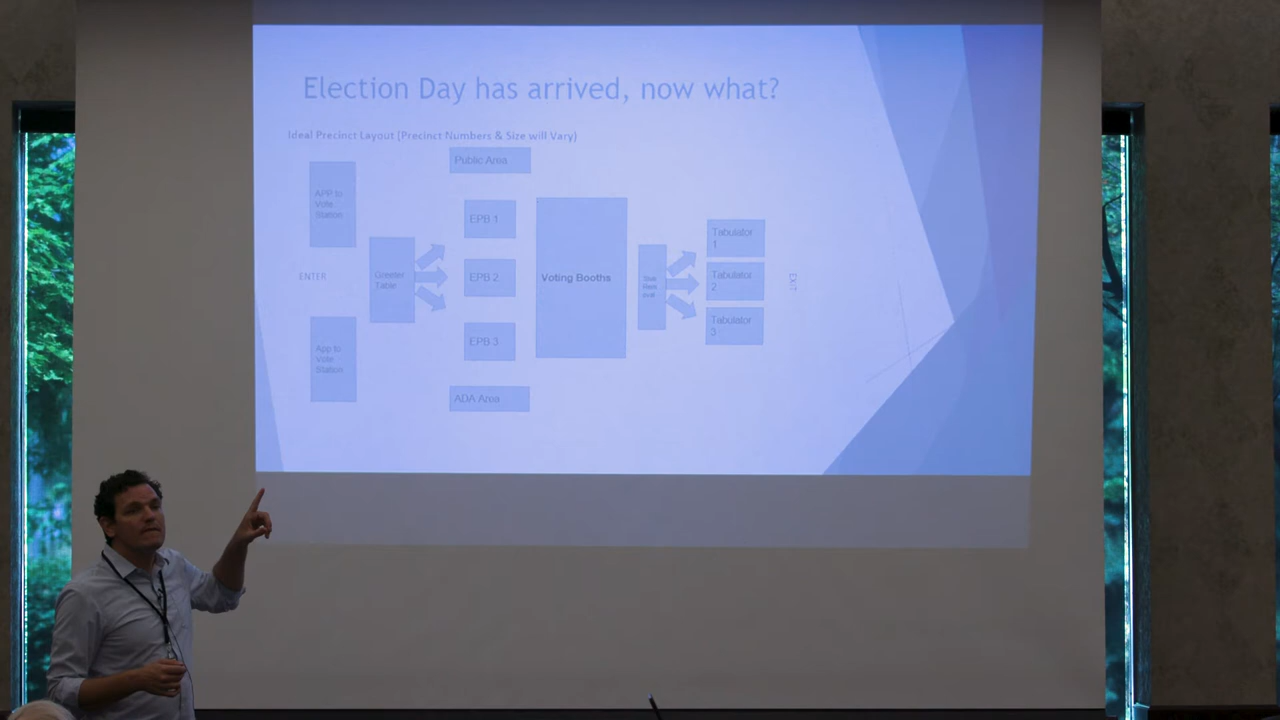 Election Day has arrived, now what?
Ideal Precinct Layout (Precinct Numbers & Size will Vary)
Public Area
APP to
Vote
Station
EPB 1
Tabulator
1
ENTER
Greeter
Table
EPB 2
Voting Booths
Tabulator
2
EXIT
App to
Vote
Station
EPB 3
Tabulator
3
ADA Area